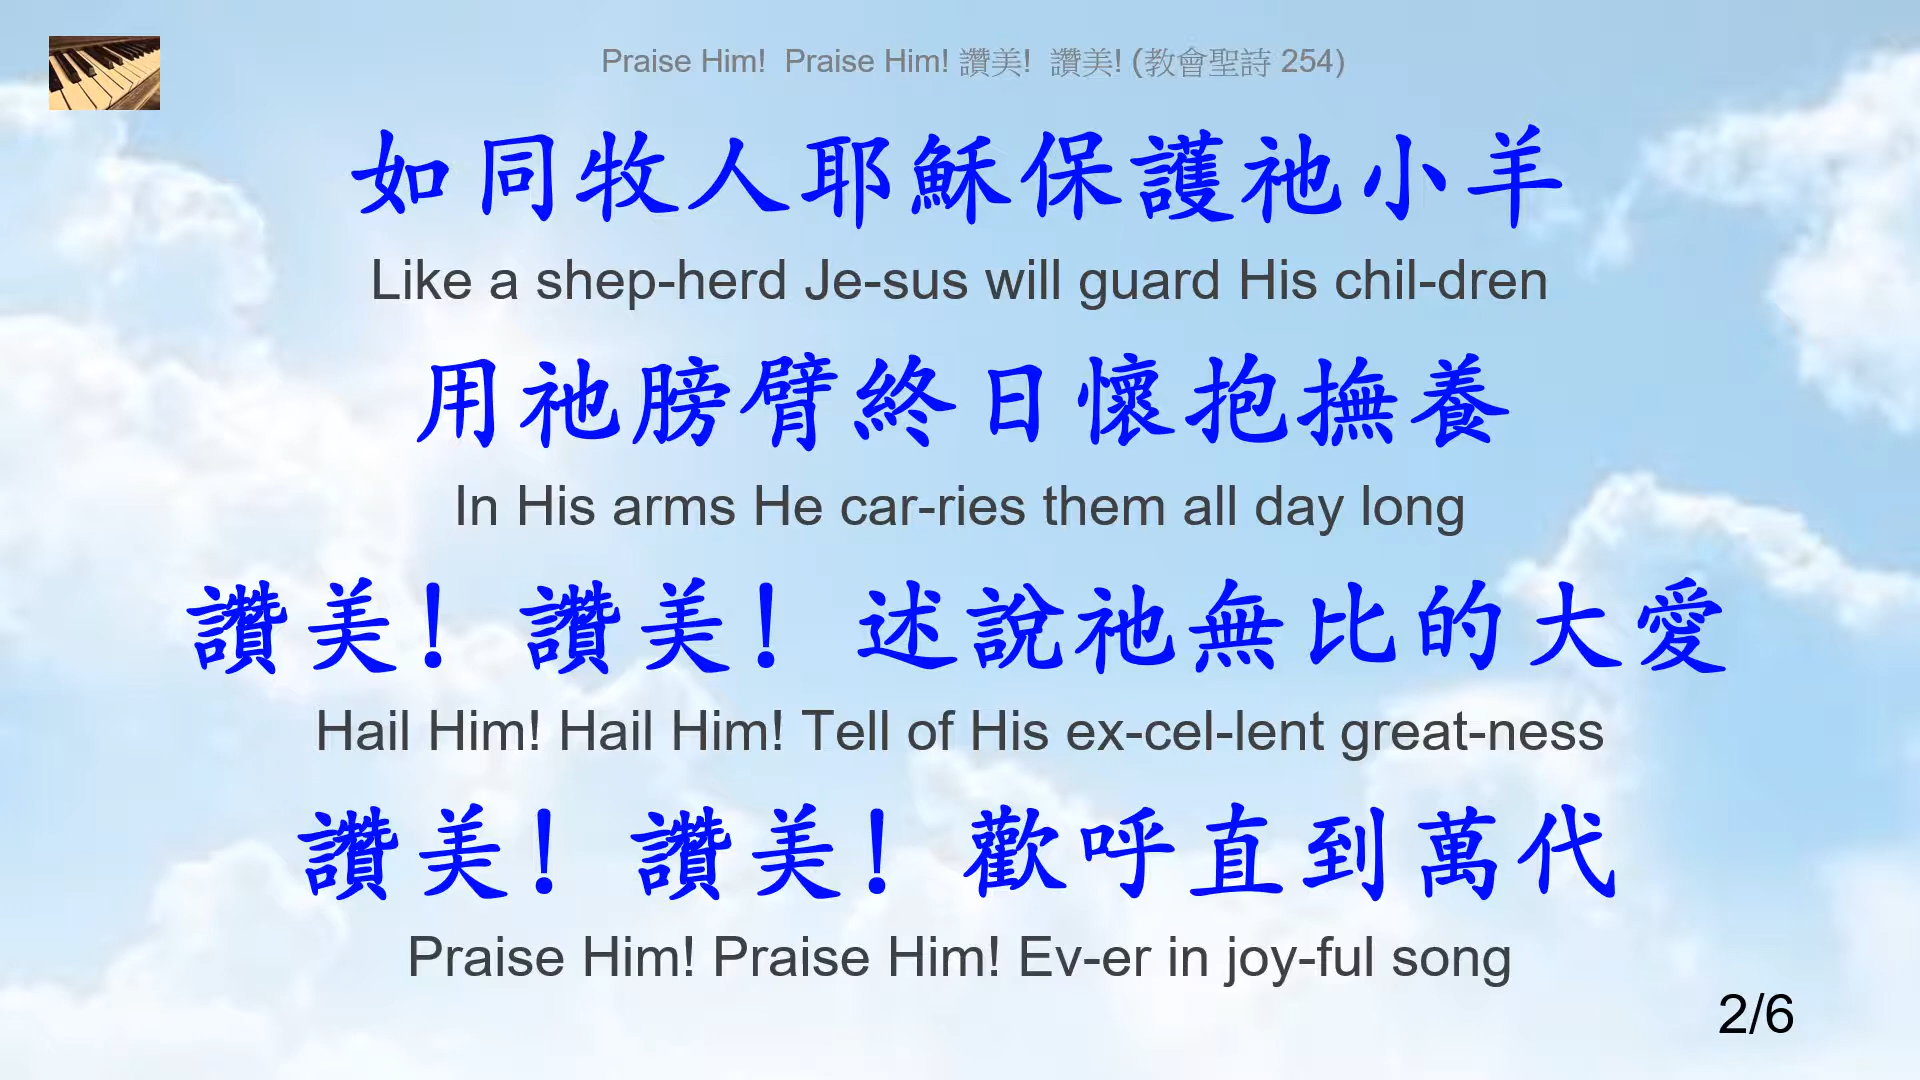 Praise Him!  Praise Him! 讚美!  讚美! (教會聖詩 254)
如同牧人耶穌保護祂小羊
Like a shep-herd Je-sus will guard His chil-dren
用祂膀臂終日懷抱撫養
In His arms He car-ries them all day long
讚美! 讚美! 述說祂無比的大愛
Hail Him! Hail Him! Tell of His ex-cel-lent great-ness
讚美! 讚美! 歡呼直到萬代
Praise Him! Praise Him! Ev-er in joy-ful song
2/6